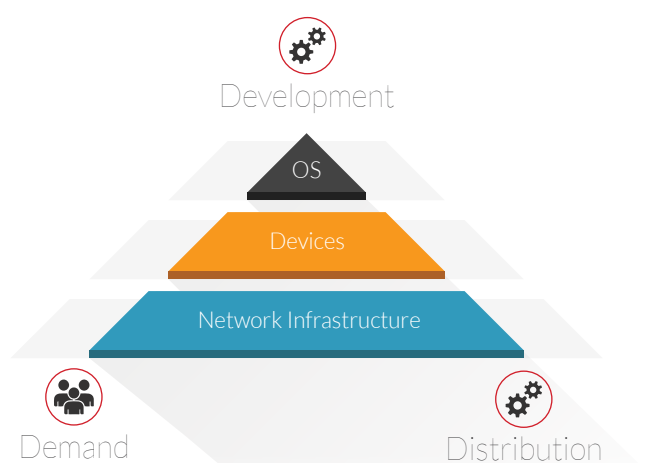 Development
OS
Devices
Network Infrastructure
Demand
Distribution